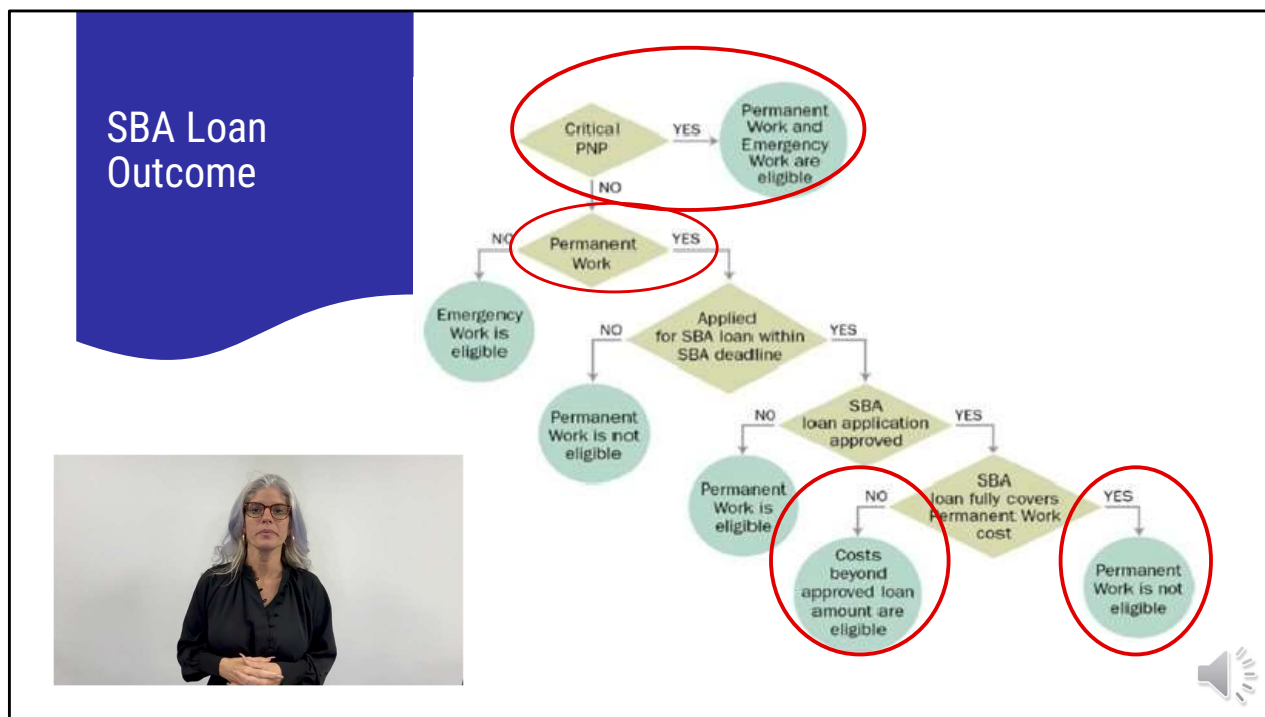 SBA Loan
Outcome
Critical
PNP
YES
Permanent
Work and
Emergency
Work are
eligible
NO
NO
Permanent
Work
YES
Emergency
Work is
eligible
NO
Applied
for SBA loan within
SBA deadline
YES
Permanent
Work is not
eligible
NO
SBA
loan application
approved
YES
Permanent
Work is
eligible
NO
SBA
loan fully covers
Permanent Work
cost
YES
Costs
beyond
approved loan
amount are
eligible
Permanent
Work is not
eligible